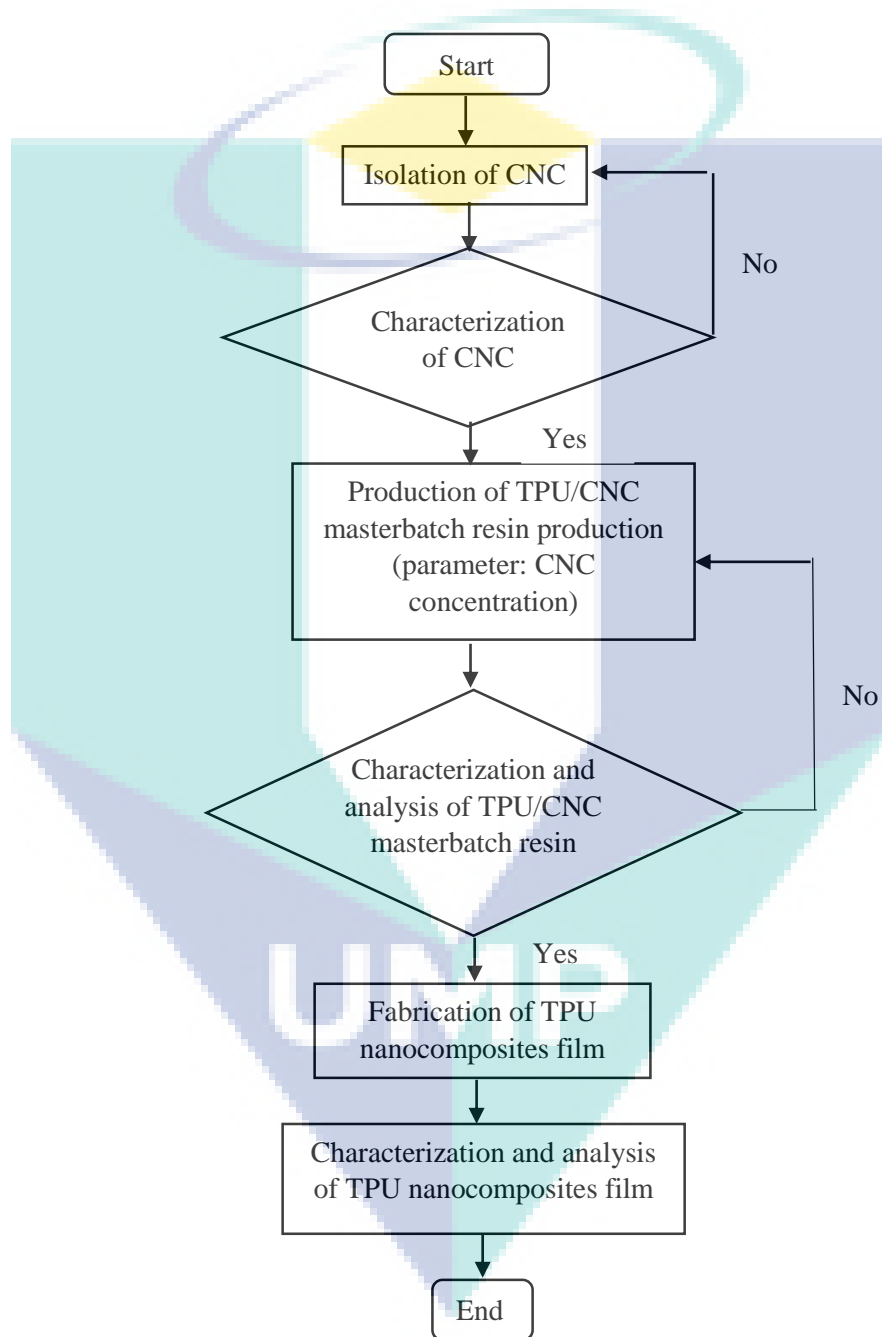 Start
Isolation of CNC
No
Characterization
of CNC
Yes
Production of TPU/CNC
masterbatch resin production
(parameter: CNC
concentration)
No
Characterization and
analysis of TPU/CNC
masterbatch resin
Yes
UMP
Fabrication of TPU
nanocomposites film
Characterization and analysis
of TPU nanocomposites film
End